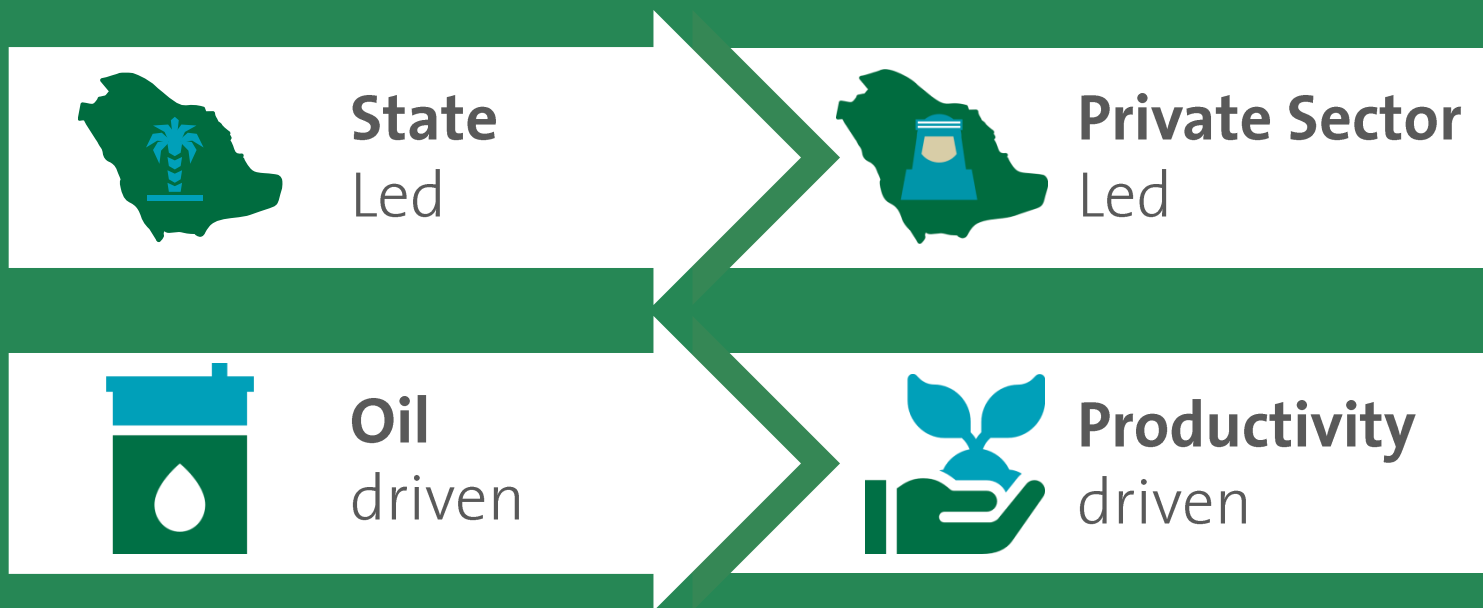 State
Led
Private Sector
Led
Oil
driven
Productivity
driven